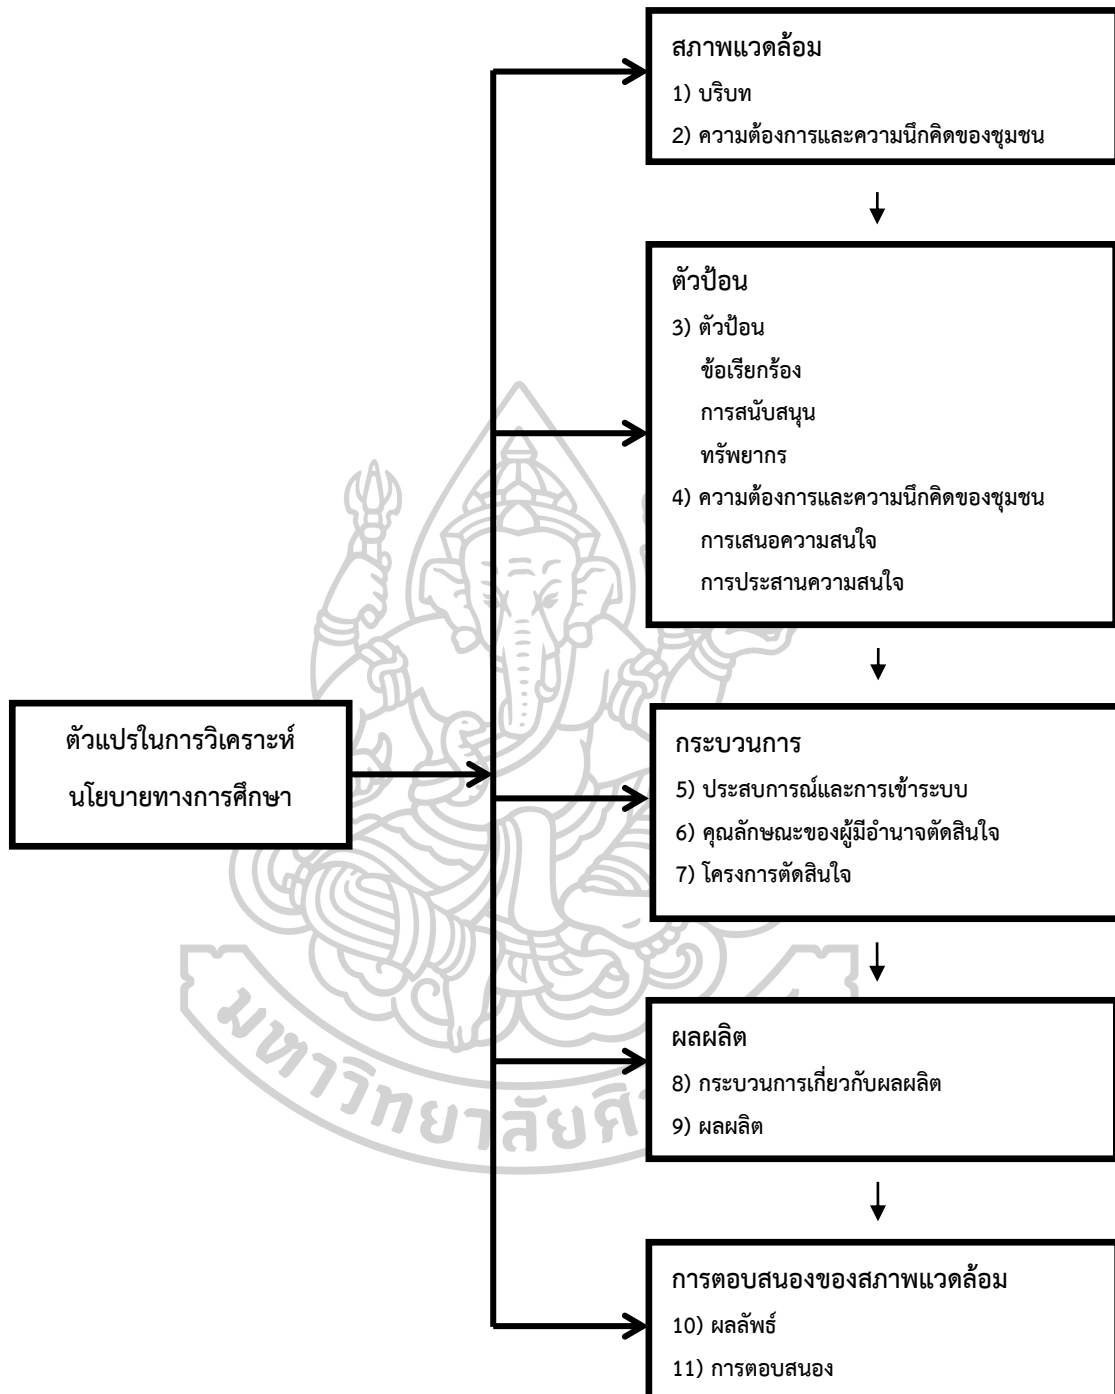 สภาพแวดล้อม
1) บริบท
2) ความต้องการและความนึกคิดของชุมชน
ตัวป้อน
3) ตัวป้อน
ข้อเรียกร้อง
การสนับสนุน
ทรัพยากร
4) ความต้องการและความนึกคิดของชุมชน
การเสนอความสนใจ
การประสานความสนใจ
ตัวแปรในการวิเคราะห์
นโยบายทางการศึกษา
กระบวนการ
5) ประสบการณ์และการเข้าระบบ
6) คุณลักษณะของผู้มีอำนาจตัดสินใจ
7) โครงการตัดสินใจ
ผลผลิต
8) กระบวนการเกี่ยวกับผลผลิต
9) ผลผลิต
การตอบสนองของสภาพแวดล้อม
10) ผลลัพธ์
11) การตอบสนอง
มหาวิทยาลัย